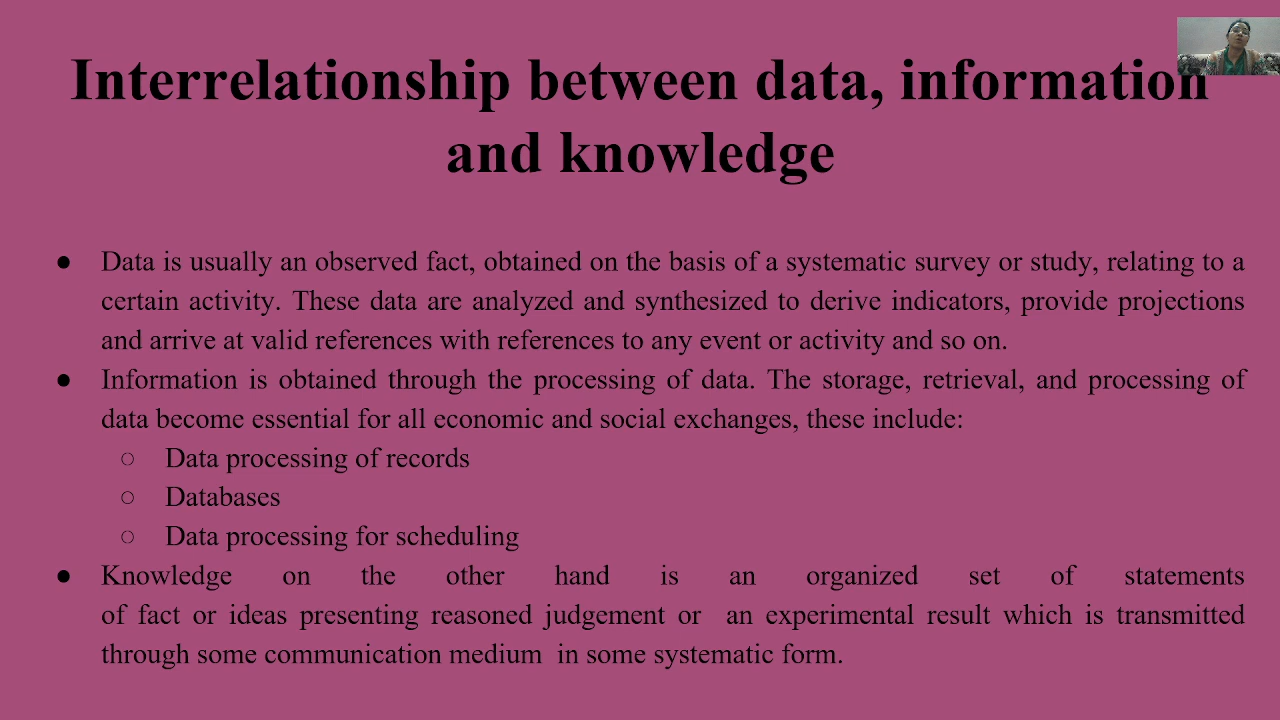 Interrelationship between data, information
and knowledge
● Data is usually an observed fact, obtained on the basis of a systematic survey or study, relating to a
certain activity. These data are analyzed and synthesized to derive indicators, provide projections
and arrive at valid references with references to any event or activity and so on.
● Information is obtained through the processing of data. The storage, retrieval, and processing of
data become essential for all economic and social exchanges, these include:
○ Data processing of records
○ Databases
○ Data processing for scheduling
● Knowledge on the other hand is an organized set of statements
of fact or ideas presenting reasoned judgement or an experimental result which is transmitted
through some communication medium in some systematic form.